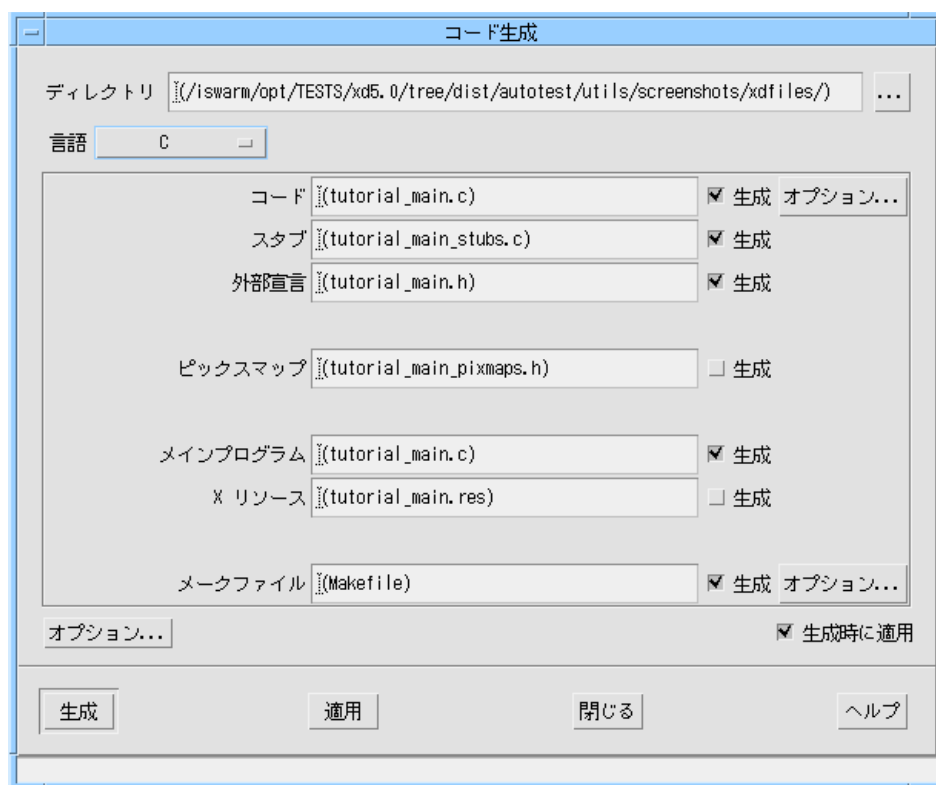 コード生成
ディレクトリ (/iswarm/opt/TESTS/xd5.0/tree/dist/autotest/utils/screenshots/xdfiles/) ...
言語 C
コード (tutorial_main.c) 生成 オプション...
スタブ (tutorial_main_stubs.c) 生成
外部宣言 (tutorial_main.h) 生成
ピックスマップ (tutorial_main_pixmaps.h) 生成
メインプログラム (tutorial_main.c) 生成
X リソース (tutorial_main.res) 生成
メークファイル (Makefile) 生成 オプション...
オプション... 生成時に適用
生成 適用 閉じる ヘルプ